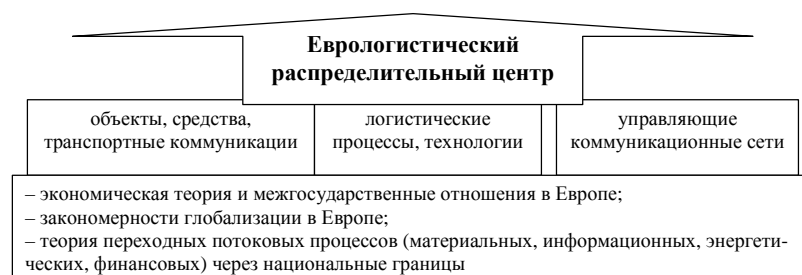 Еврологистический
распределительный центр
объекты, средства,
транспортные коммуникации
логистические
процессы, технологии
управляющие
коммуникационные сети
– экономическая теория и межгосударственные отношения в Европе;
– закономерности глобализации в Европе;
– теория переходных потоковых процессов (материальных, информационных, энергети-
ческих, финансовых) через национальные границы